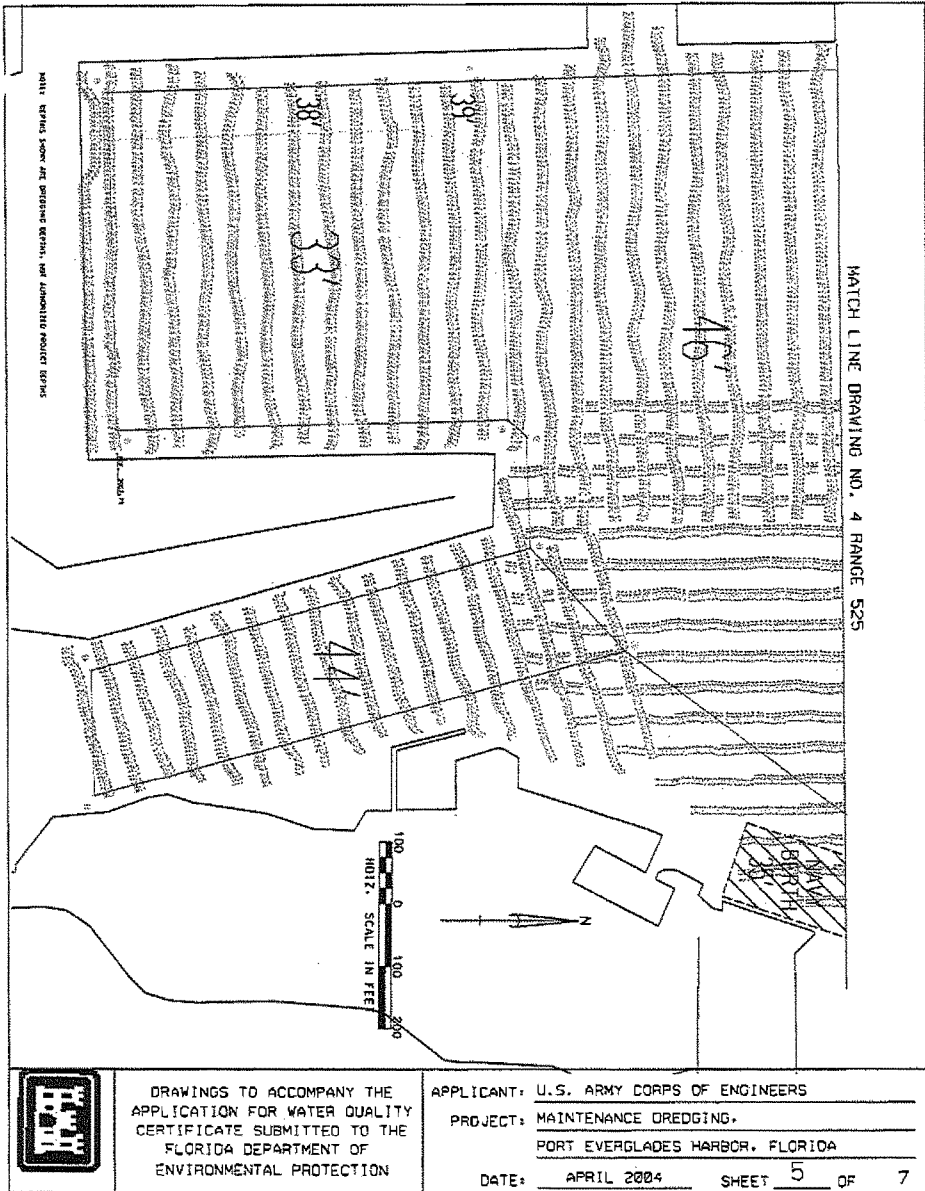 NOTE: DEPTHS SHOWN ARE DREDGING DEPTHS, NOT AUTHORIZED PROJECT DEPTHS
38'
39'
33'
46'
MATCH LINE DRAWING NO. 4 RANGE 525
44'
NAVY
BERTH
100 0 100 200
SCALE IN FEET
N
DRAWINGS TO ACCOMPANY THE
APPLICATION FOR WATER QUALITY
CERTIFICATE SUBMITTED TO THE
FLORIDA DEPARTMENT OF
ENVIRONMENTAL PROTECTION
APPLICANT: U.S. ARMY CORPS OF ENGINEERS
PROJECT: MAINTENANCE DREDGING,
PORT EVERGLADES HARBOR, FLORIDA
DATE: APRIL 2004 SHEET 5 OF 7